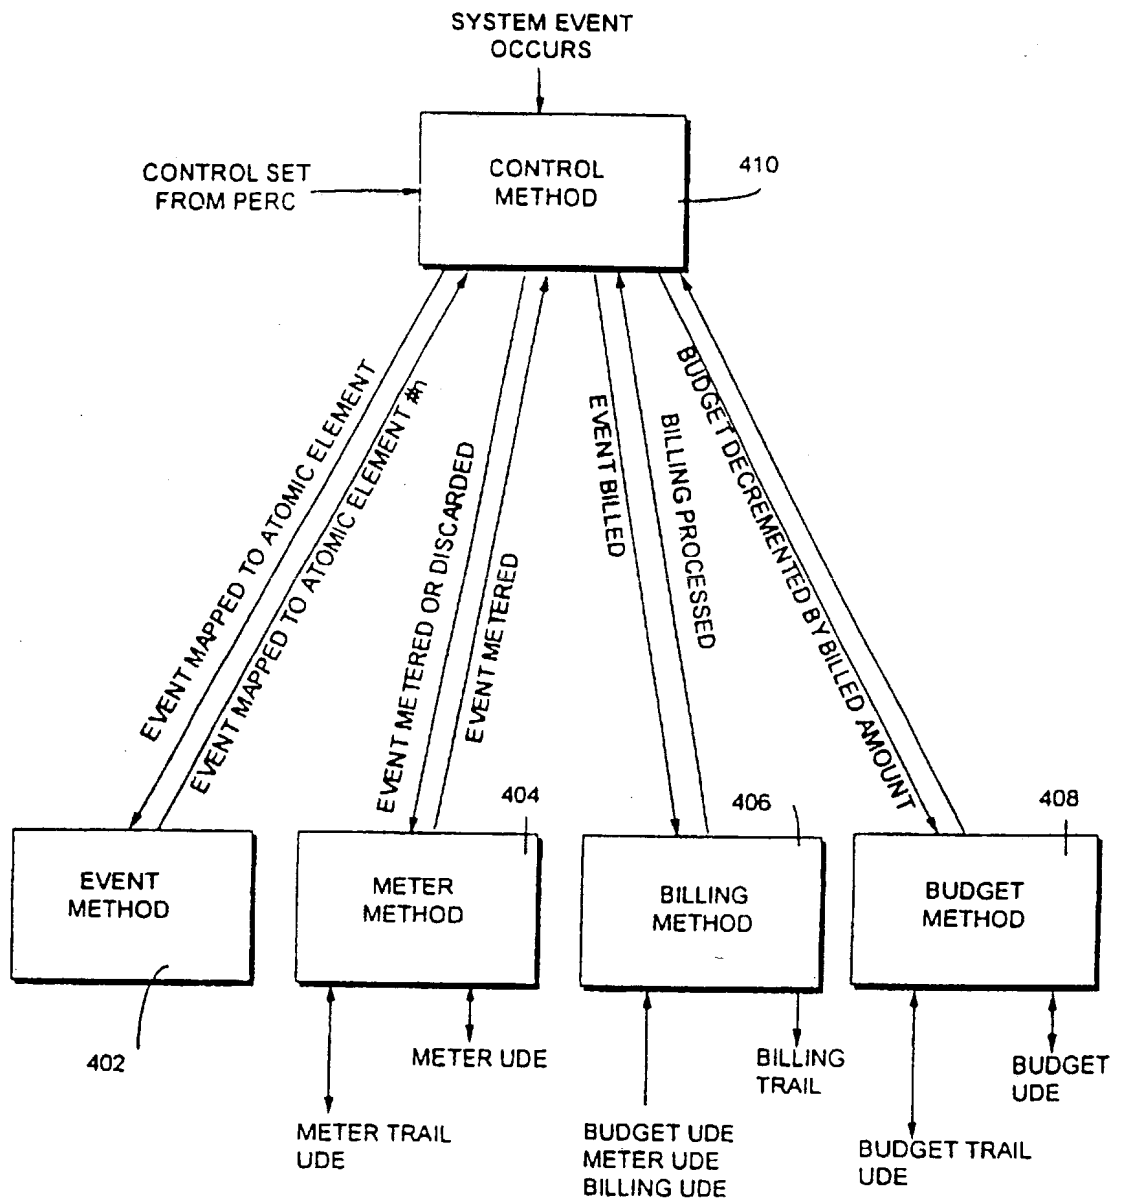 SYSTEM EVENT
OCCURS
CONTROL SET
FROM PERC
CONTROL
METHOD
410
EVENT MAPPED TO ATOMIC ELEMENT
EVENT MAPPED TO ATOMIC ELEMENT #n
EVENT METERED OR DISCARDED
EVENT METERED
EVENT BILLED
BILLING PROCESSED
BUDGET DECREMENTED BY BILLED AMOUNT
404
406
408
EVENT
METHOD
METER
METHOD
BILLING
METHOD
BUDGET
METHOD
402
METER UDE
METER TRAIL
UDE
BILLING
TRAIL
BUDGET UDE
METER UDE
BILLING UDE
BUDGET
UDE
BUDGET TRAIL
UDE